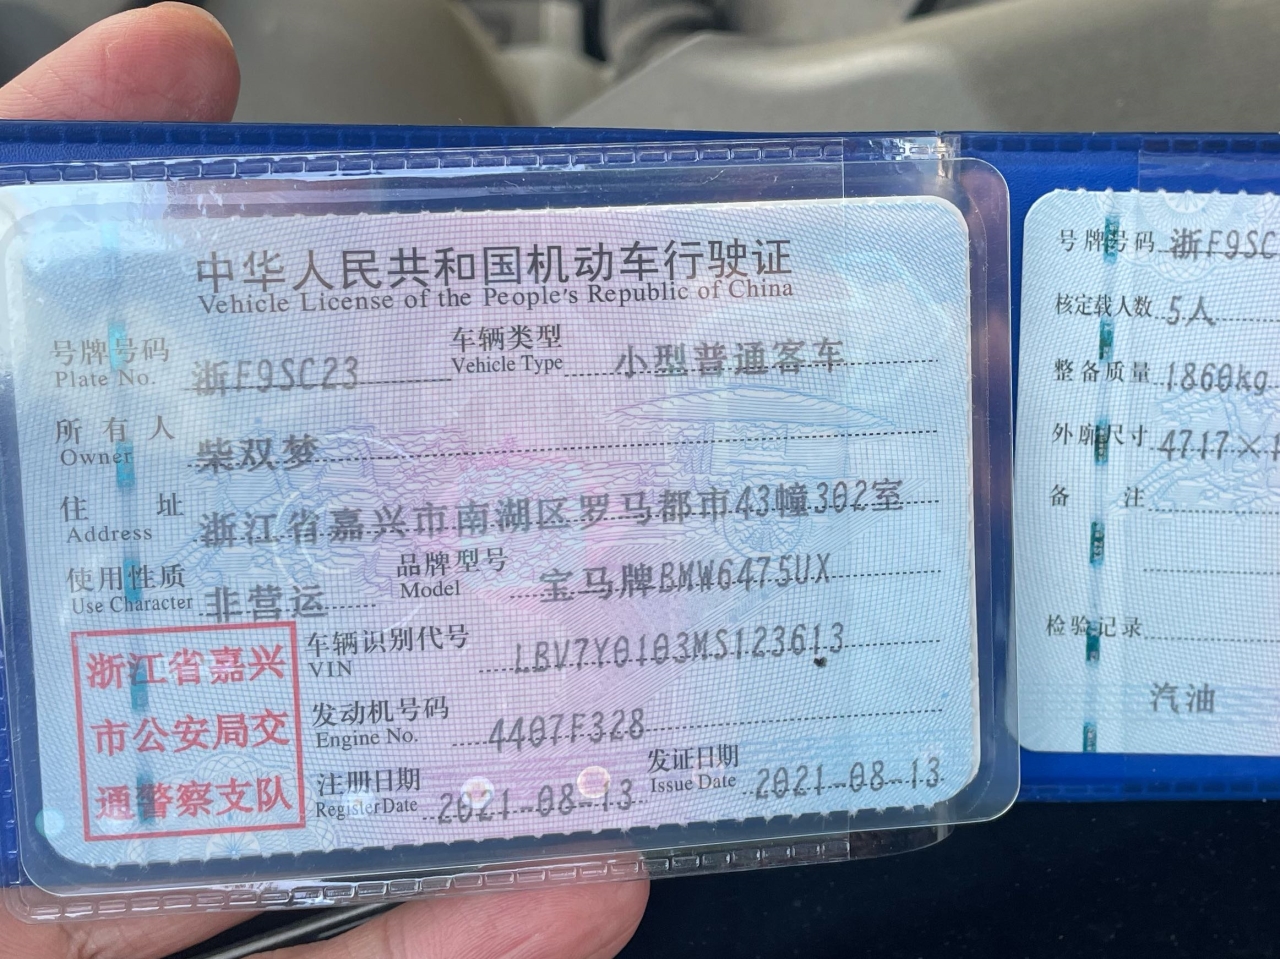 中华人民共和国机动车行驶证
Vehicle License of the People's Republic of China
号牌号码 浙F9SC23 车辆类型 小型普通客车
Plate No. Vehicle Type
所有人 柴双梦
Owner
住址 浙江省嘉兴市南湖区罗马都市43幢302室
Address
使用性质 非营运 品牌型号 宝马牌BMW6475UX
Use Character Model
浙江省嘉兴
市公安局交
通警察支队
车辆识别代号 LBV7Y0103MS123613
VIN
发动机号码 4407F328
Engine No.
注册日期 2021-08-13 发证日期 2021-08-13
Register Date Issue Date
号牌号码 浙F9SC
核定载人数 5人
整备质量 1860kg
外廓尺寸 4717×1
备注
检验记录
汽油